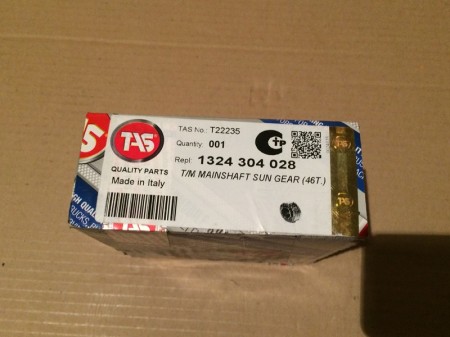 TAS No.: T22235
Quantity: 001
TAS
Repl: 1324 304 028
QUALITY PARTS
T/M MAINSHAFT SUN GEAR (46T.)
Made in Italy